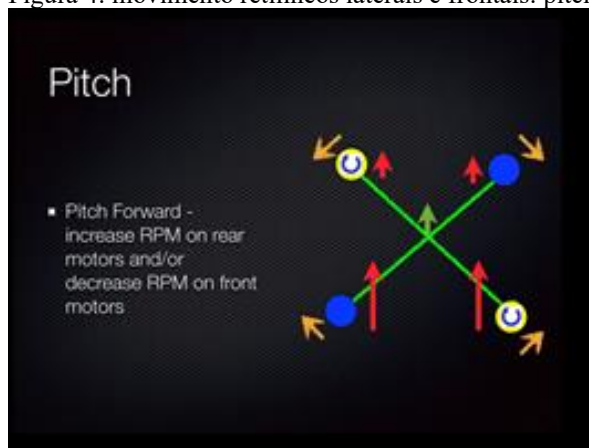 Figura 4: movimento retilíneos laterais e frontais: pitch
Pitch
▪ Pitch Forward -
increase RPM on rear
motors and/or
decrease RPM on front
motors